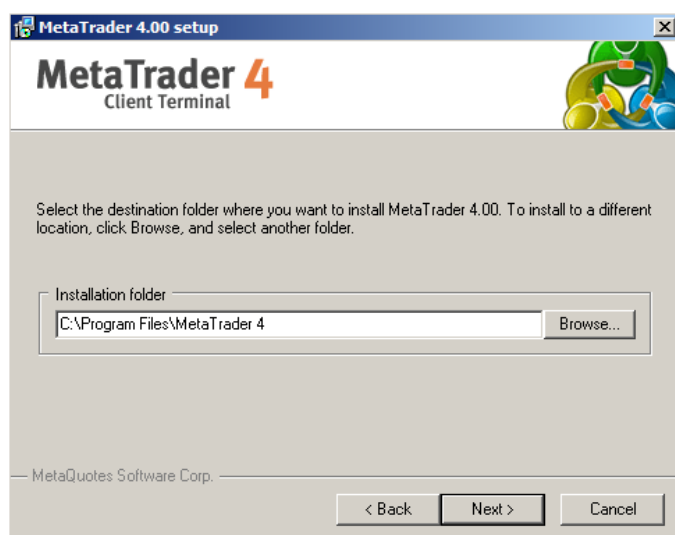 MetaTrader 4.00 setup
MetaTrader 4
Client Terminal
Select the destination folder where you want to install MetaTrader 4.00. To install to a different
location, click Browse, and select another folder.
Installation folder
C:\Program Files\MetaTrader 4
Browse...
MetaQuotes Software Corp.
< Back
Next >
Cancel